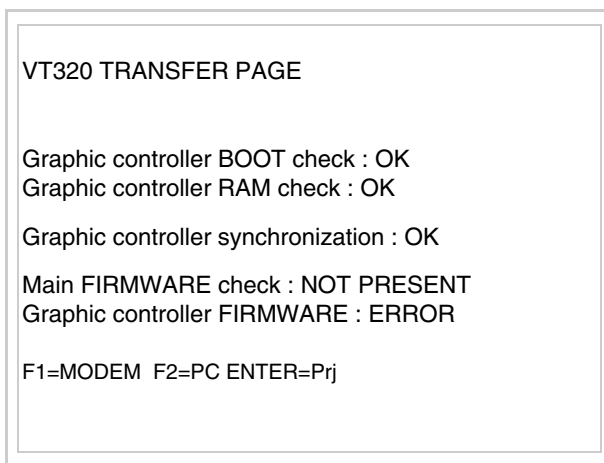 VT320 TRANSFER PAGE
Graphic controller BOOT check : OK
Graphic controller RAM check : OK
Graphic controller synchronization : OK
Main FIRMWARE check : NOT PRESENT
Graphic controller FIRMWARE : ERROR
F1=MODEM F2=PC ENTER=Prj